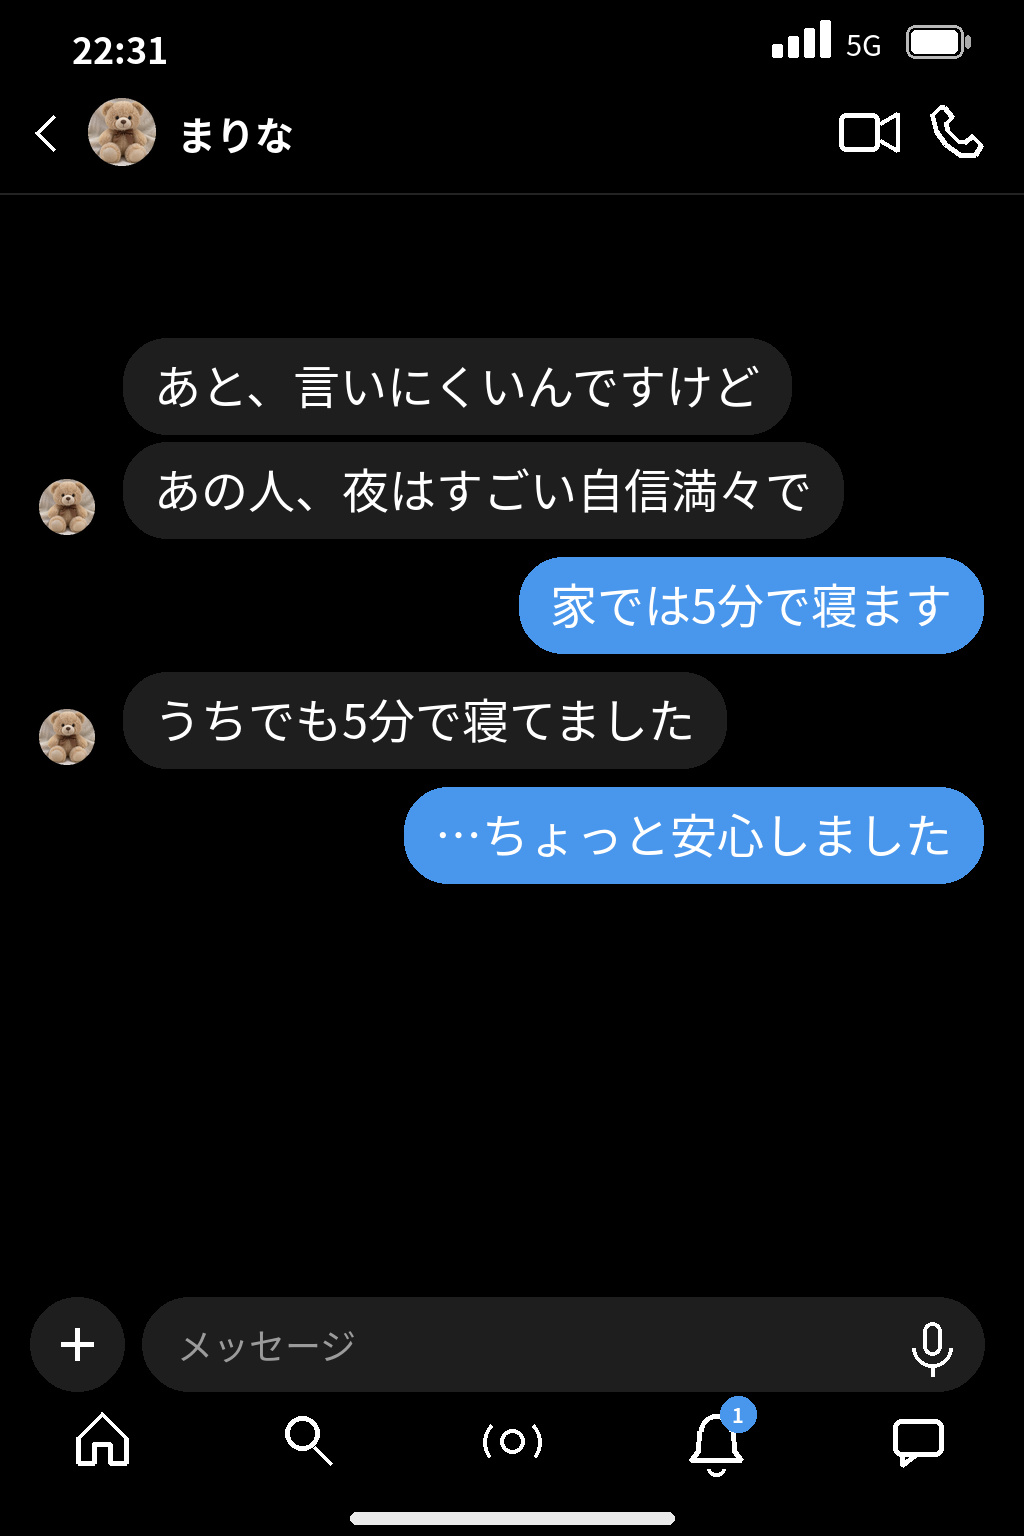 22:31
5G
まりな
あと、言いにくいんですけど
あの人、夜はすごい自信満々で
家では5分で寝ます
うちでも5分で寝てました
…ちょっと安心しました
メッセージ
1